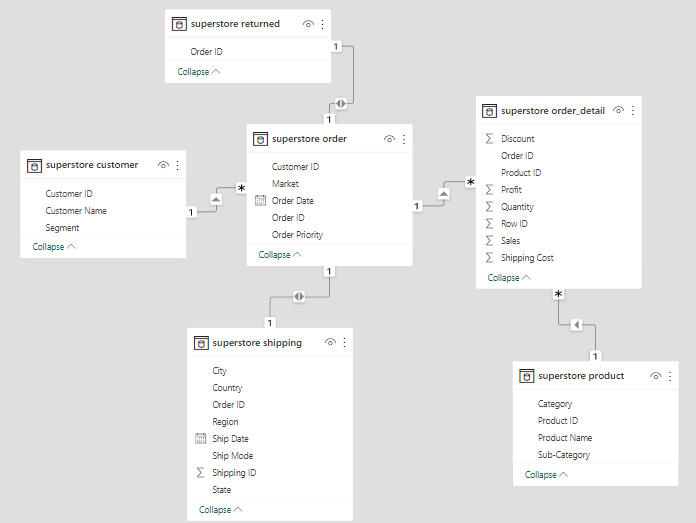 superstore returned
Order ID
Collapse
1
1
superstore order
Customer ID
Market
Order Date
Order ID
Order Priority
Collapse
superstore order_detail
Discount
Order ID
Product ID
Profit
Quantity
Row ID
Sales
Shipping Cost
Collapse
superstore customer
Customer ID
Customer Name
Segment
Collapse
1
*
1
*
1
1
superstore shipping
City
Country
Order ID
Region
Ship Date
Ship Mode
Shipping ID
State
Collapse
*
1
superstore product
Category
Product ID
Product Name
Sub-Category
Collapse